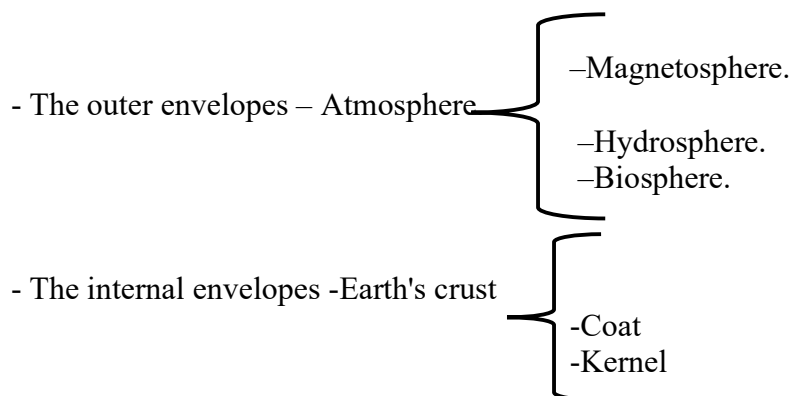 –Magnetosphere.
- The outer envelopes – Atmosphere
–Hydrosphere.
–Biosphere.
- The internal envelopes -Earth's crust
-Coat
-Kernel